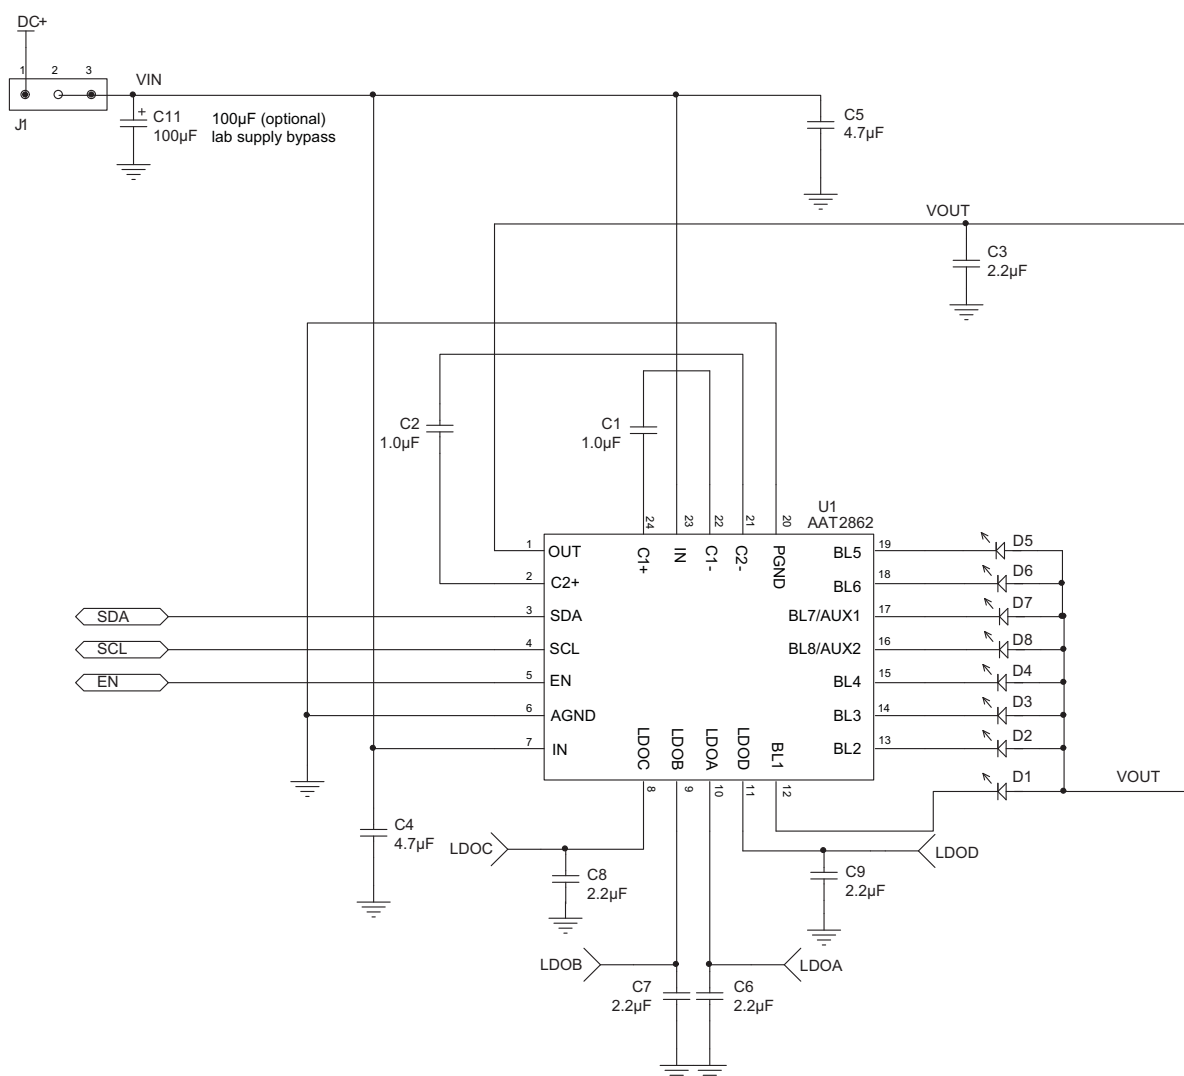 DC+
1 2 3
J1
VIN
+
C11
100µF
100µF (optional)
lab supply bypass
C5
4.7µF
VOUT
C3
2.2µF
C2
1.0µF
C1
1.0µF
U1
AAT2862
24 23 22 21 20
C1+ IN C1- C2- PGND
1 OUT
2 C2+
SDA 3 SDA
SCL 4 SCL
EN 5 EN
6 AGND
7 IN
BL5 19 D5
BL6 18 D6
BL7/AUX1 17 D7
BL8/AUX2 16 D8
BL4 15 D4
BL3 14 D3
BL2 13 D2
D1
VOUT
LDOC LDOB LDOA LDOD BL1
8 9 10 11 12
C4
4.7µF
LDOC
C8
2.2µF
LDOD
C9
2.2µF
LDOB
LDOA
C7
2.2µF
C6
2.2µF